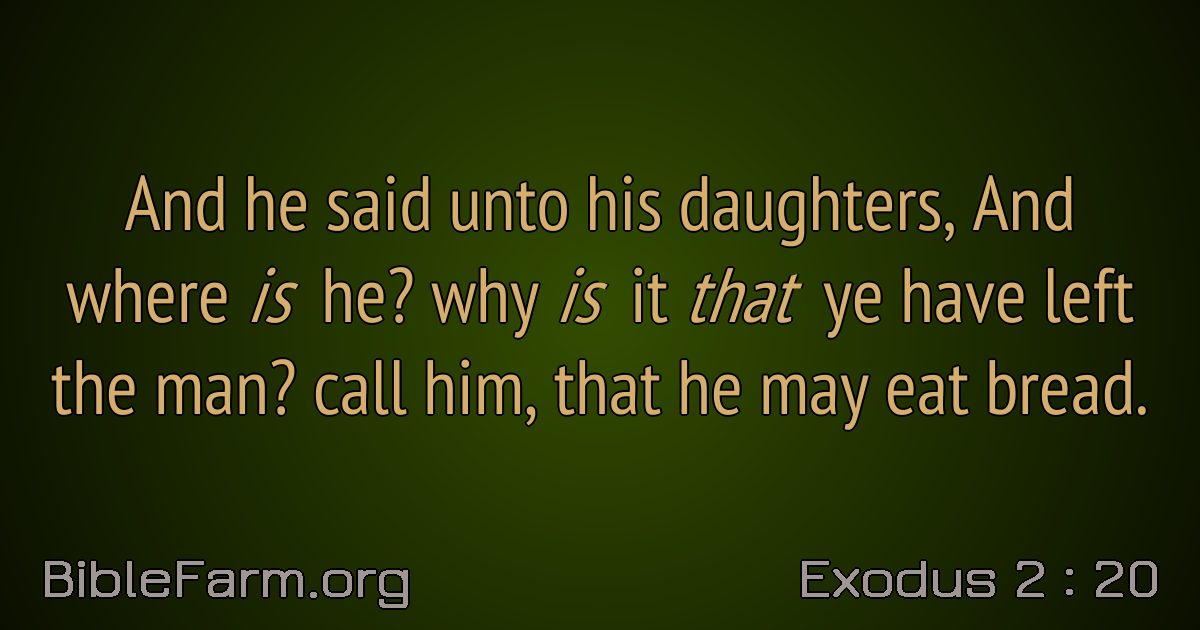 And he said unto his daughters, And
where is he? why is it that ye have left
the man? call him, that he may eat bread.
BibleFarm.org
Exodus 2 : 20